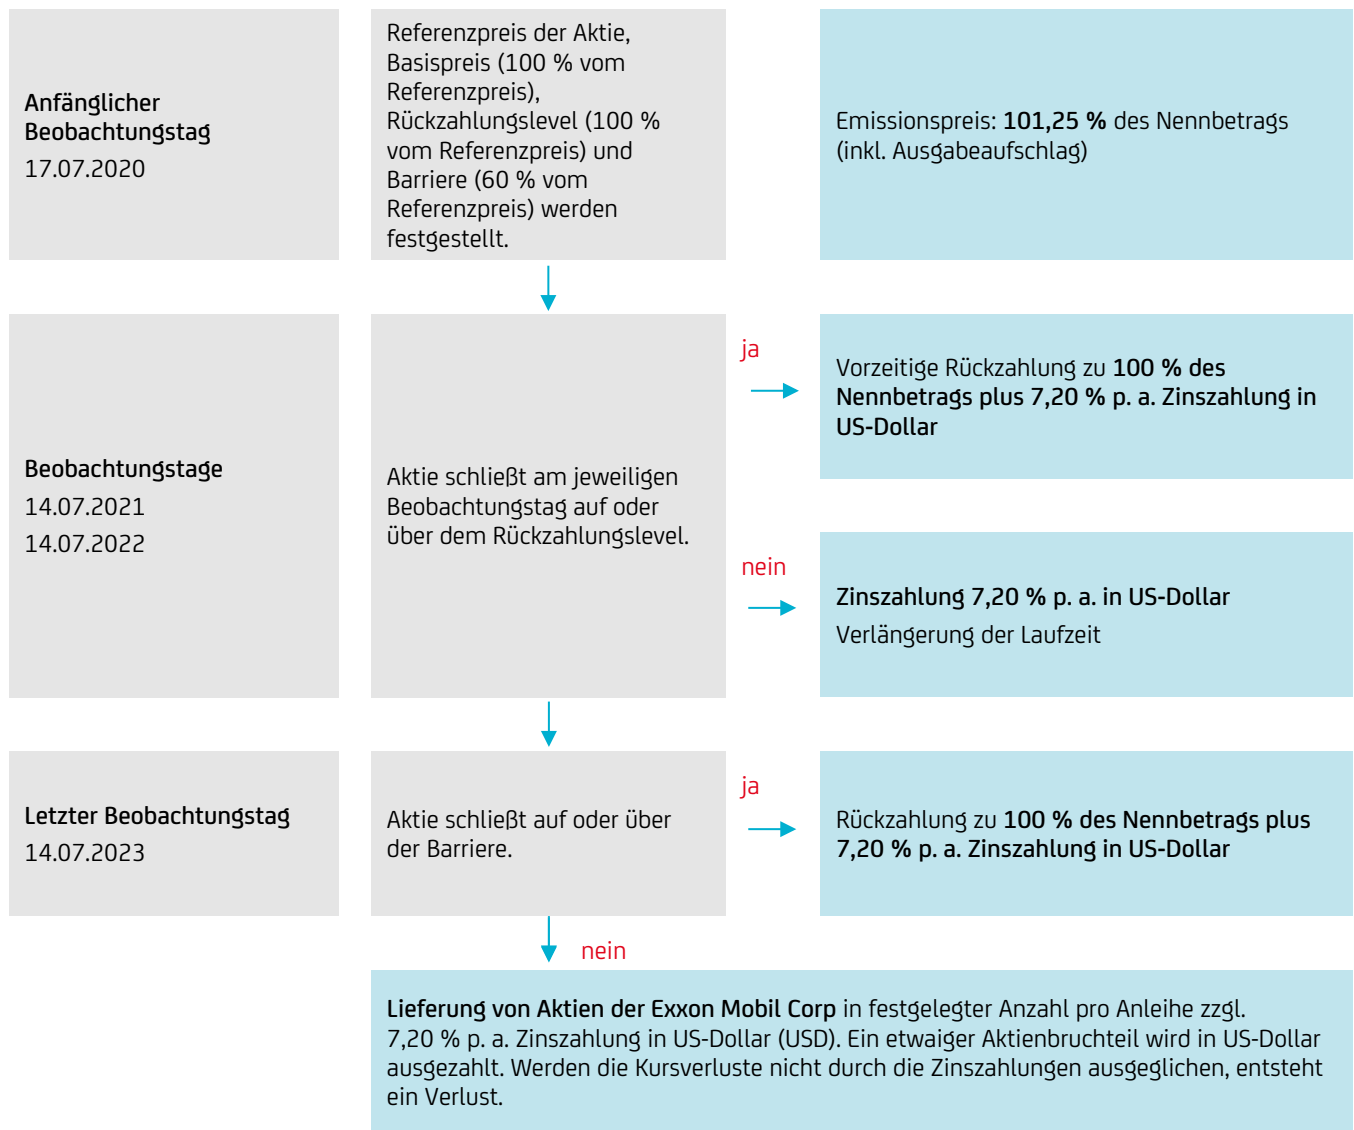 Anfänglicher
Beobachtungstag
17.07.2020
Referenzpreis der Aktie,
Basispreis (100 % vom
Referenzpreis),
Rückzahlungslevel (100 %
vom Referenzpreis) und
Barriere (60 % vom
Referenzpreis) werden
festgestellt.
Emissionspreis: 101,25 % des Nennbetrags
(inkl. Ausgabeaufschlag)
Beobachtungstage
14.07.2021
14.07.2022
Aktie schließt am jeweiligen
Beobachtungstag auf oder
über dem Rückzahlungslevel.
ja
Vorzeitige Rückzahlung zu 100 % des
Nennbetrags plus 7,20 % p. a. Zinszahlung in
US-Dollar
nein
Zinszahlung 7,20 % p. a. in US-Dollar
Verlängerung der Laufzeit
Letzter Beobachtungstag
14.07.2023
Aktie schließt auf oder über
der Barriere.
ja
Rückzahlung zu 100 % des Nennbetrags plus
7,20 % p. a. Zinszahlung in US-Dollar
nein
Lieferung von Aktien der Exxon Mobil Corp in festgelegter Anzahl pro Anleihe zzgl.
7,20 % p. a. Zinszahlung in US-Dollar (USD). Ein etwaiger Aktienbruchteil wird in US-Dollar
ausgezahlt. Werden die Kursverluste nicht durch die Zinszahlungen ausgeglichen, entsteht
ein Verlust.